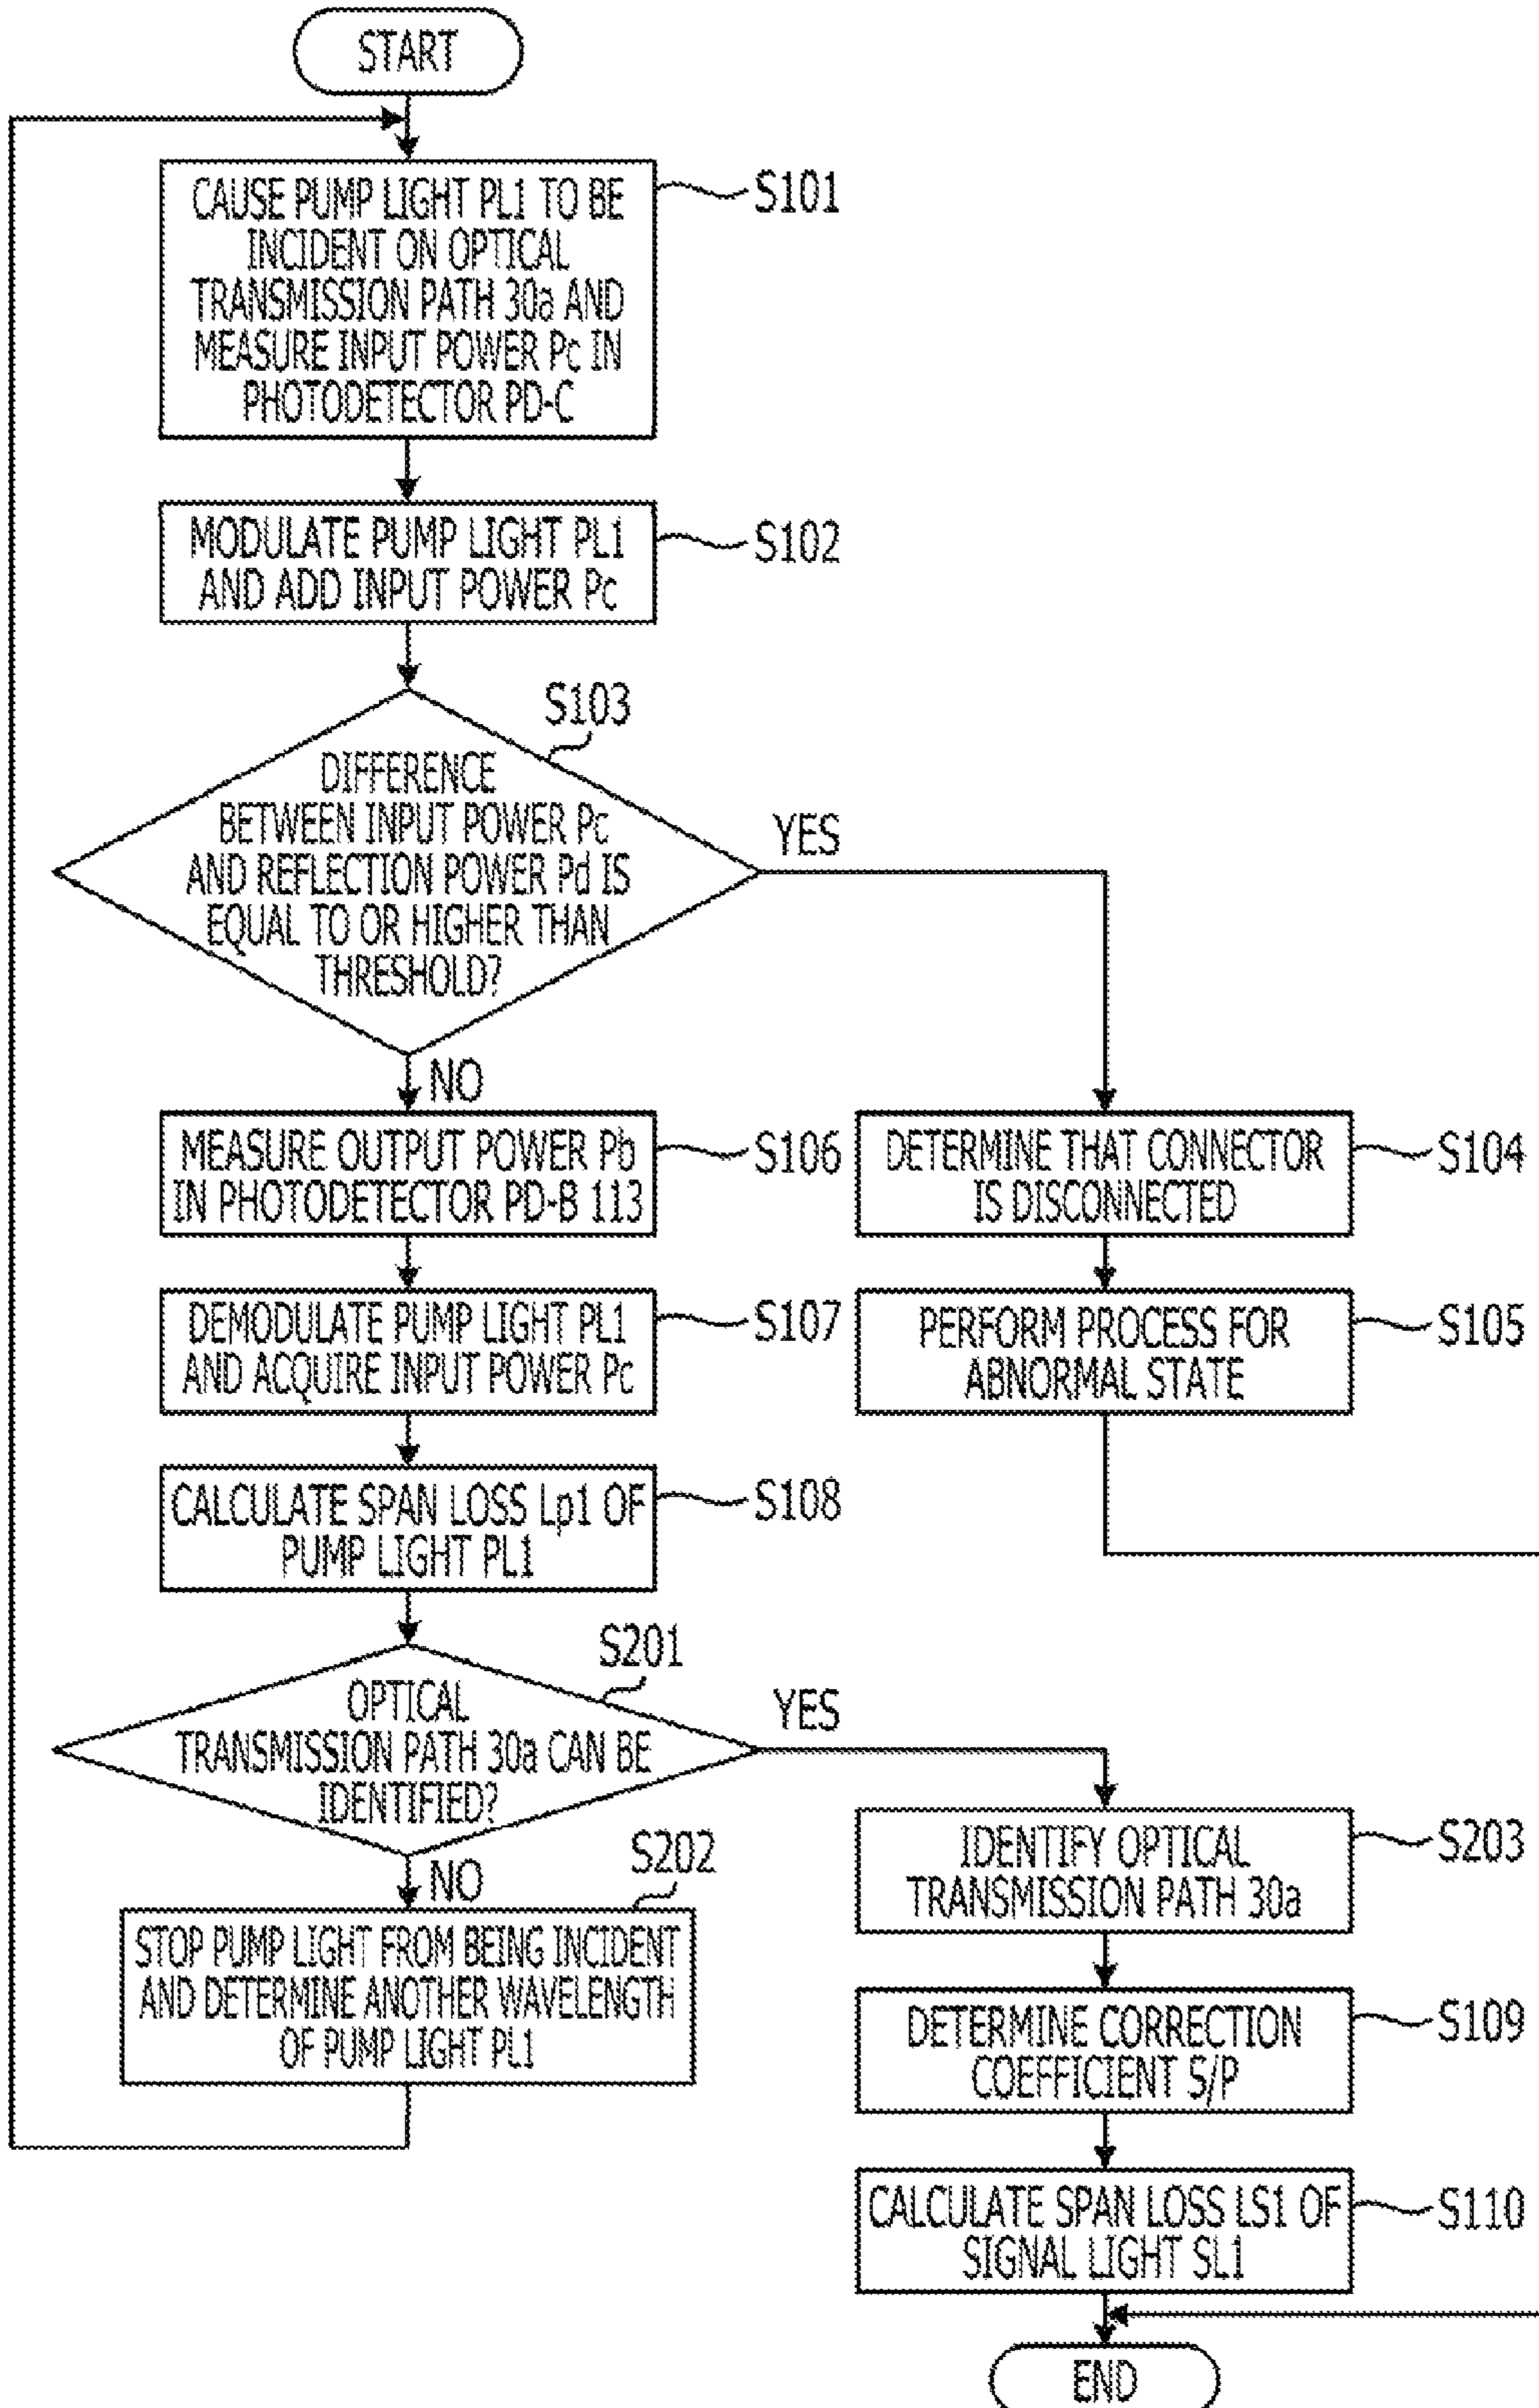 START
CAUSE PUMP LIGHT PL1 TO BE
INCIDENT ON OPTICAL
TRANSMISSION PATH 30a AND
MEASURE INPUT POWER Pc IN
PHOTODETECTOR PD-C
S101
MODULATE PUMP LIGHT PL1
AND ADD INPUT POWER Pc
S102
S103
DIFFERENCE
BETWEEN INPUT POWER Pc
AND REFLECTION POWER Pd IS
EQUAL TO OR HIGHER THAN
THRESHOLD?
YES
NO
MEASURE OUTPUT POWER Pb
IN PHOTODETECTOR PD-B 113
S106
DETERMINE THAT CONNECTOR
IS DISCONNECTED
S104
DEMODULATE PUMP LIGHT PL1
AND ACQUIRE INPUT POWER Pc
S107
PERFORM PROCESS FOR
ABNORMAL STATE
S105
CALCULATE SPAN LOSS Lp1 OF
PUMP LIGHT PL1
S108
S201
OPTICAL
TRANSMISSION PATH 30a CAN BE
IDENTIFIED?
YES
NO
S202
STOP PUMP LIGHT FROM BEING INCIDENT
AND DETERMINE ANOTHER WAVELENGTH
OF PUMP LIGHT PL1
IDENTIFY OPTICAL
TRANSMISSION PATH 30a
S203
DETERMINE CORRECTION
COEFFICIENT S/P
S109
CALCULATE SPAN LOSS LS1 OF
SIGNAL LIGHT SL1
S110
END